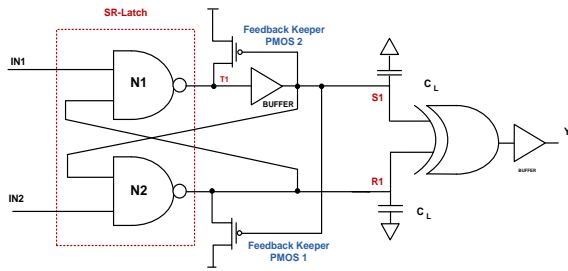 SR-Latch
Feedback Keeper
PMOS 2
IN1
N1
T1
BUFFER
S1
C L
Y
BUFFER
N2
IN2
R1
C L
Feedback Keeper
PMOS 1